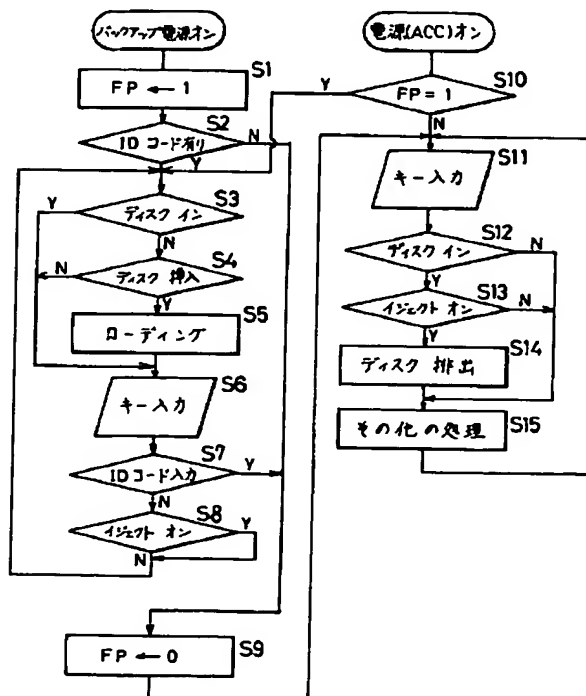 バックアップ電源オン
FP ← 1
S1
IDコード有り
S2
N
Y
ディスク イン
S3
Y
N
ディスク 挿入
S4
N
Y
ローディング
S5
キー入力
S6
IDコード入力
S7
Y
N
イジェクト オン
S8
Y
N
FP ← 0
S9
電源(ACC)オン
FP = 1
S10
Y
N
キー入力
S11
ディスク イン
S12
N
Y
イジェクト オン
S13
N
Y
ディスク 排出
S14
その他の処理
S15